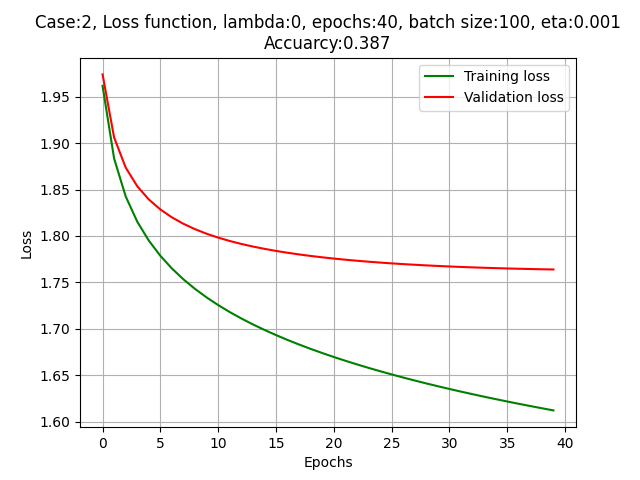 Case:2, Loss function, lambda:0, epochs:40, batch size:100, eta:0.001
Accuarcy:0.387
Training loss
Validation loss
1.95
1.90
1.85
1.80
1.75
1.70
1.65
1.60
Loss
0 5 10 15 20 25 30 35 40
Epochs